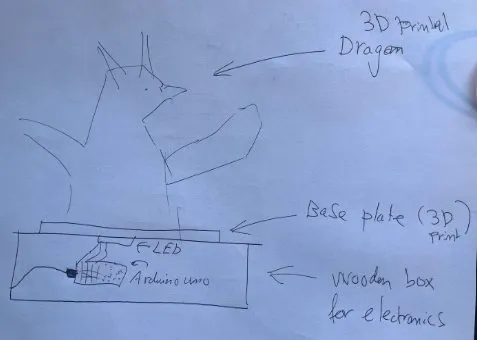 3D printed
Dragon
Base plate (3D
print)
LED
Arduino uno
wooden box
for electronics